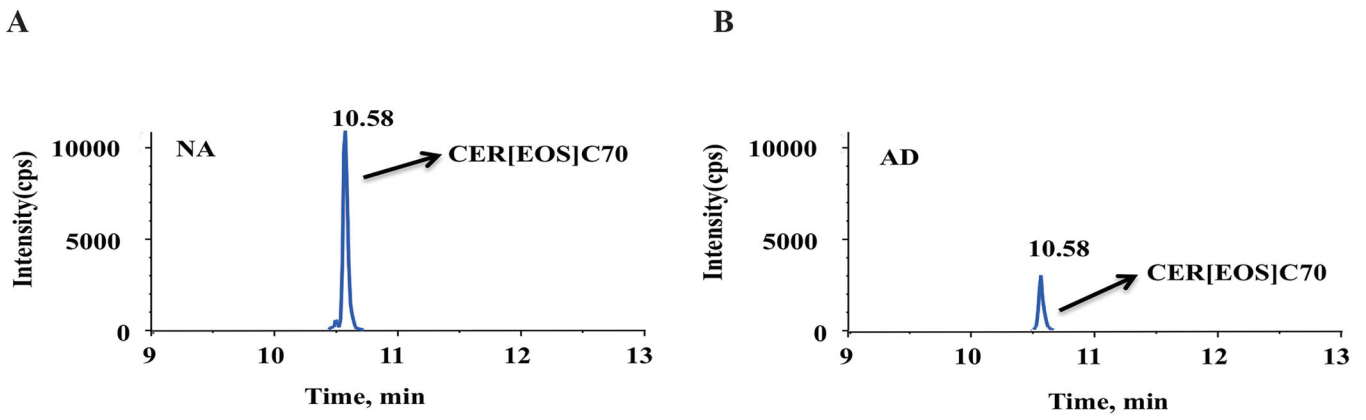 A
B
10.58
10000
NA
CER[EOS]C70
Intensity(cps)
5000
0
9
10
11
12
13
Time, min
10000
AD
Intensity(cps)
5000
10.58
CER[EOS]C70
0
9
10
11
12
13
Time, min